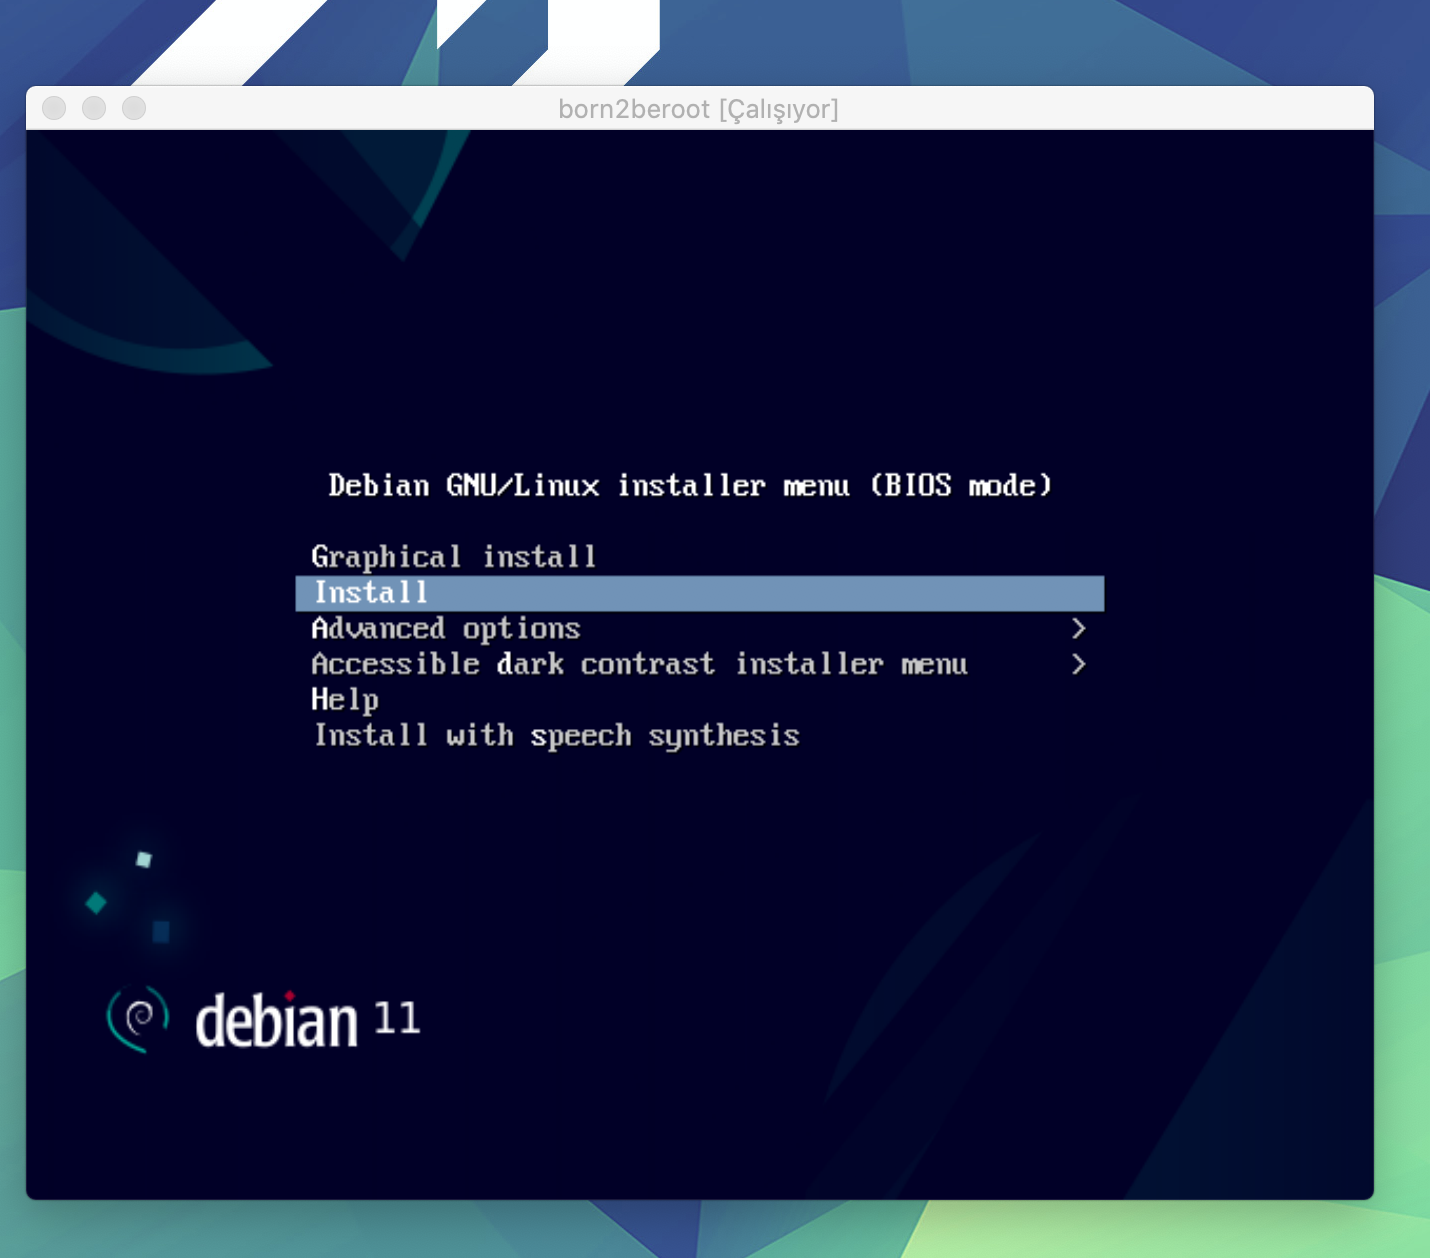 born2beroot [Çalışıyor]
Debian GNU/Linux installer menu (BIOS mode)
Graphical install
Install
Advanced options >
Accessible dark contrast installer menu >
Help
Install with speech synthesis
debian 11